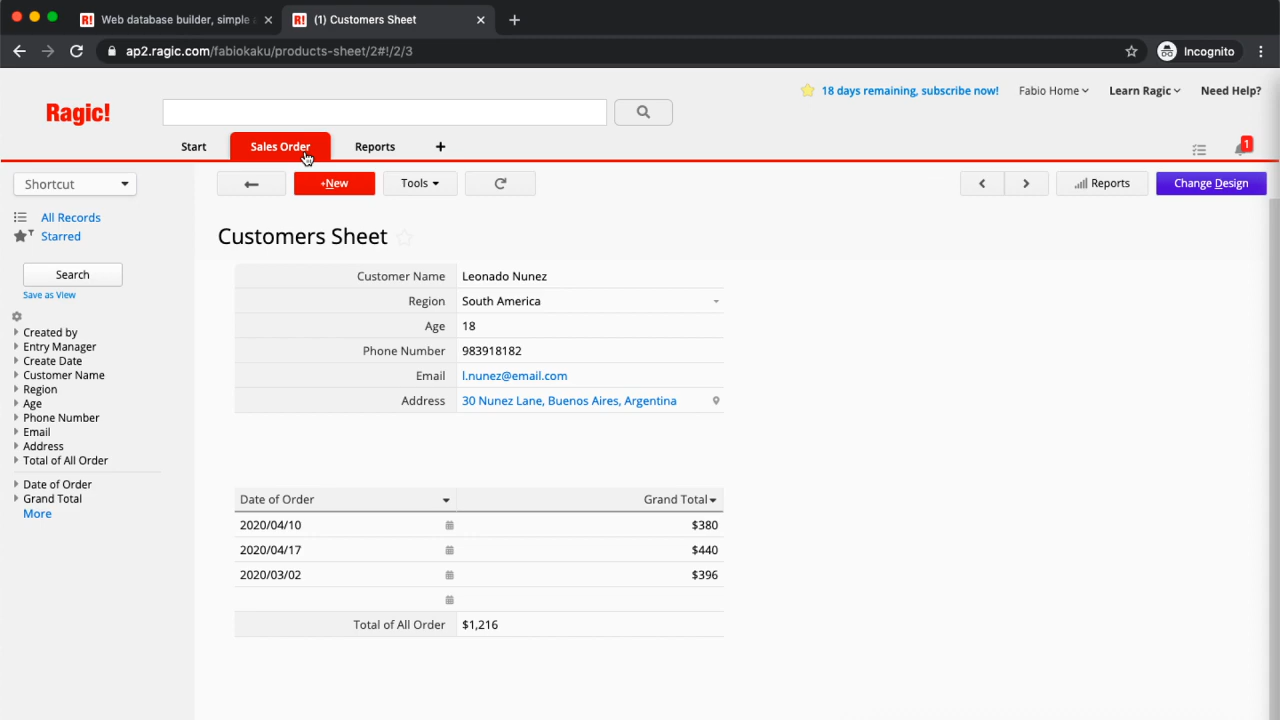 R! Web database builder, simple
R! (1) Customers Sheet
ap2.ragic.com/fabiokaku/products-sheet/2#!/2/3
Incognito
Ragic!
18 days remaining, subscribe now!
Fabio Home
Learn Ragic
Need Help?
Start
Sales Order
Reports
1
Shortcut
+New
Tools
Reports
Change Design
All Records
Starred
Search
Save as View
Created by
Entry Manager
Create Date
Customer Name
Region
Age
Phone Number
Email
Address
Total of All Order
Date of Order
Grand Total
More
Customers Sheet
Customer Name Leonado Nunez
Region South America
Age 18
Phone Number 983918182
Email l.nunez@email.com
Address 30 Nunez Lane, Buenos Aires, Argentina
Date of Order Grand Total
2020/04/10 $380
2020/04/17 $440
2020/03/02 $396
Total of All Order $1,216